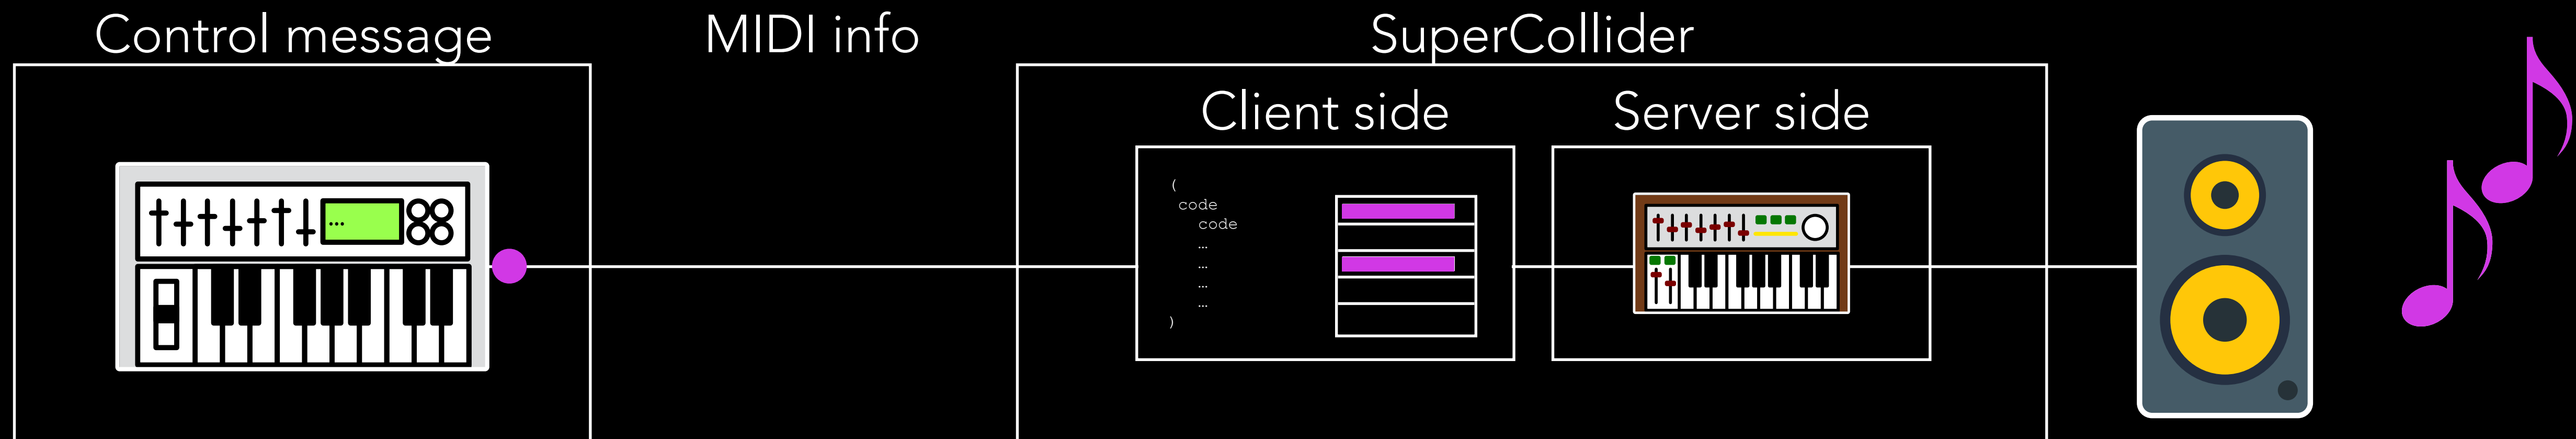 Control message
MIDI info
SuperCollider
Client side
Server side
(
code
code
...
...
...
...
)
...